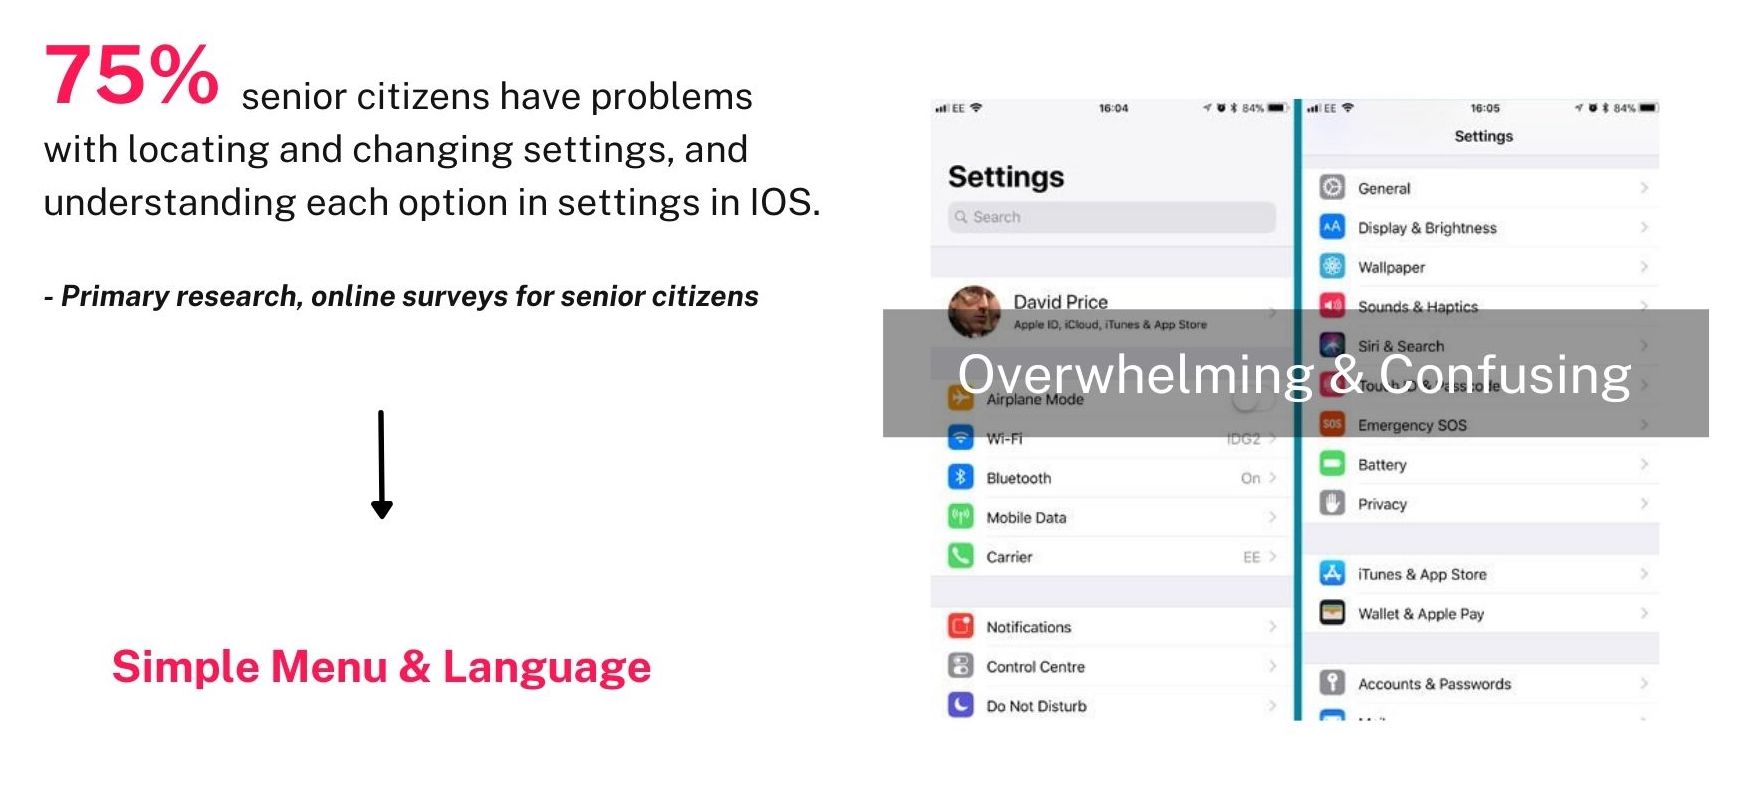 75% senior citizens have problems
with locating and changing settings, and
understanding each option in settings in IOS.
- Primary research, online surveys for senior citizens
Simple Menu & Language
EE 16:04 84%
Settings
Search
David Price
Apple ID, iCloud, iTunes & App Store
Overwhelming & Confusing
Airplane Mode
Wi-Fi IDG2
Bluetooth On
Mobile Data
Carrier EE
Notifications
Control Centre
Do Not Disturb
EE 16:05 84%
Settings
General
AA Display & Brightness
Wallpaper
Sounds & Haptics
Siri & Search
Touch ID & Passcode
SOS Emergency SOS
Battery
Privacy
iTunes & App Store
Wallet & Apple Pay
Accounts & Passwords